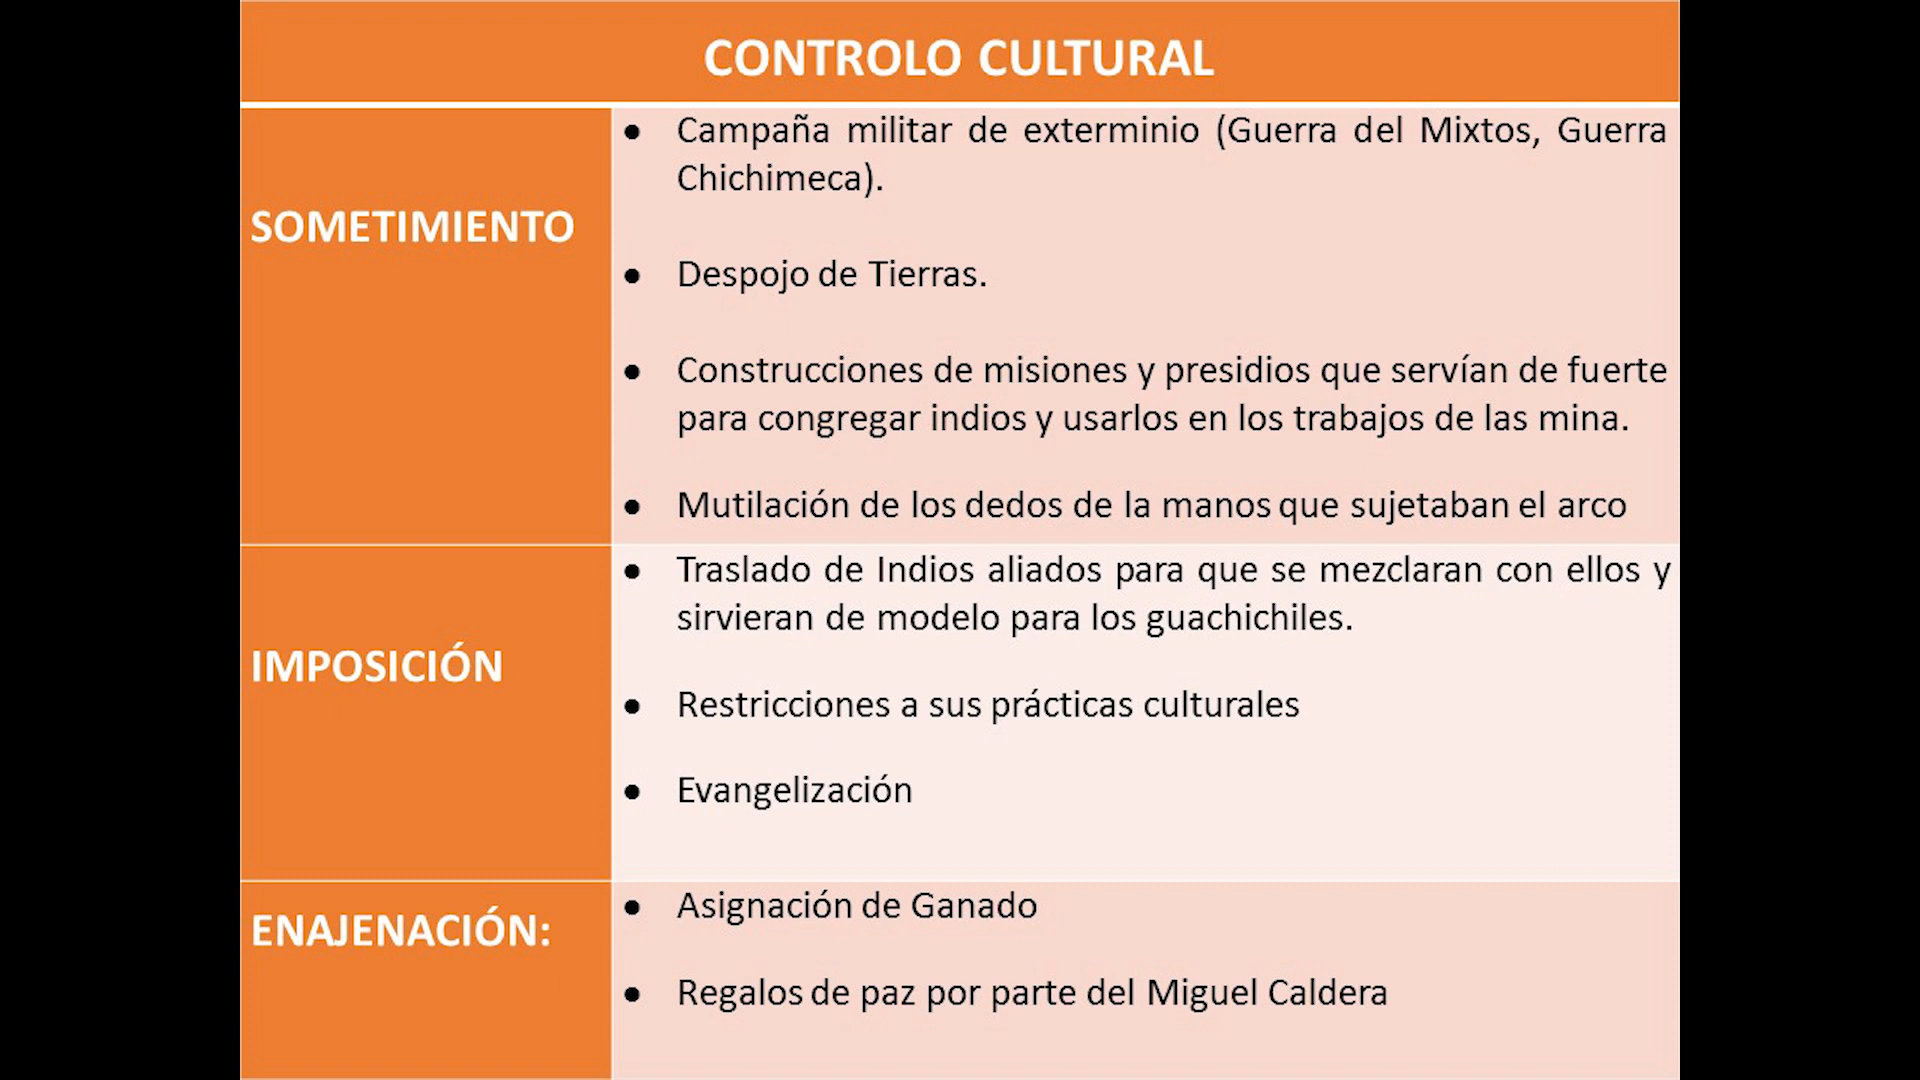 CONTROLO CULTURAL
SOMETIMIENTO
● Campaña militar de exterminio (Guerra del Mixtos, Guerra
Chichimeca).
● Despojo de Tierras.
● Construcciones de misiones y presidios que servían de fuerte
para congregar indios y usarlos en los trabajos de las mina.
● Mutilación de los dedos de la manos que sujetaban el arco
IMPOSICIÓN
● Traslado de Indios aliados para que se mezclaran con ellos y
sirvieran de modelo para los guachichiles.
● Restricciones a sus prácticas culturales
● Evangelización
ENAJENACIÓN:
● Asignación de Ganado
● Regalos de paz por parte del Miguel Caldera